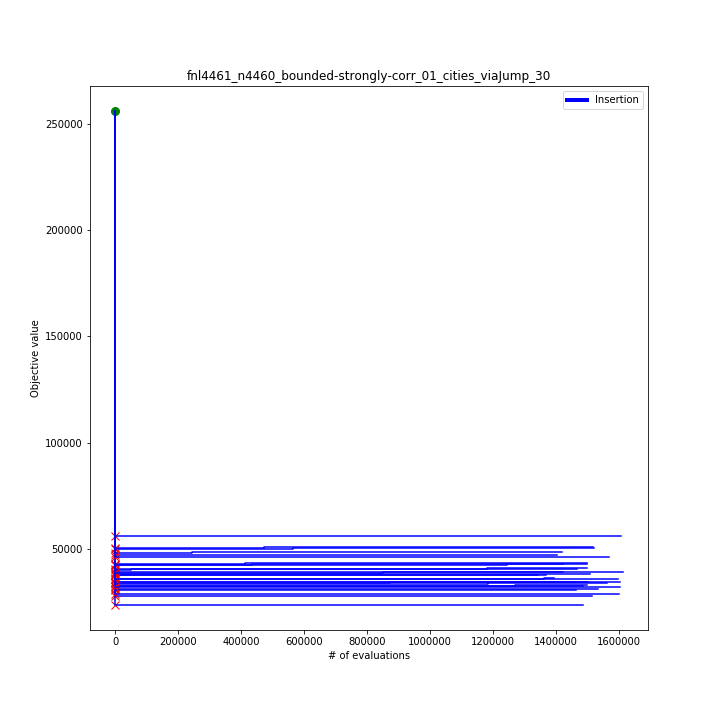 fnl4461_n4460_bounded-strongly-corr_01_cities_viaJump_30
Insertion
250000
200000
150000
100000
50000
Objective value
0 200000 400000 600000 800000 1000000 1200000 1400000 1600000
# of evaluations